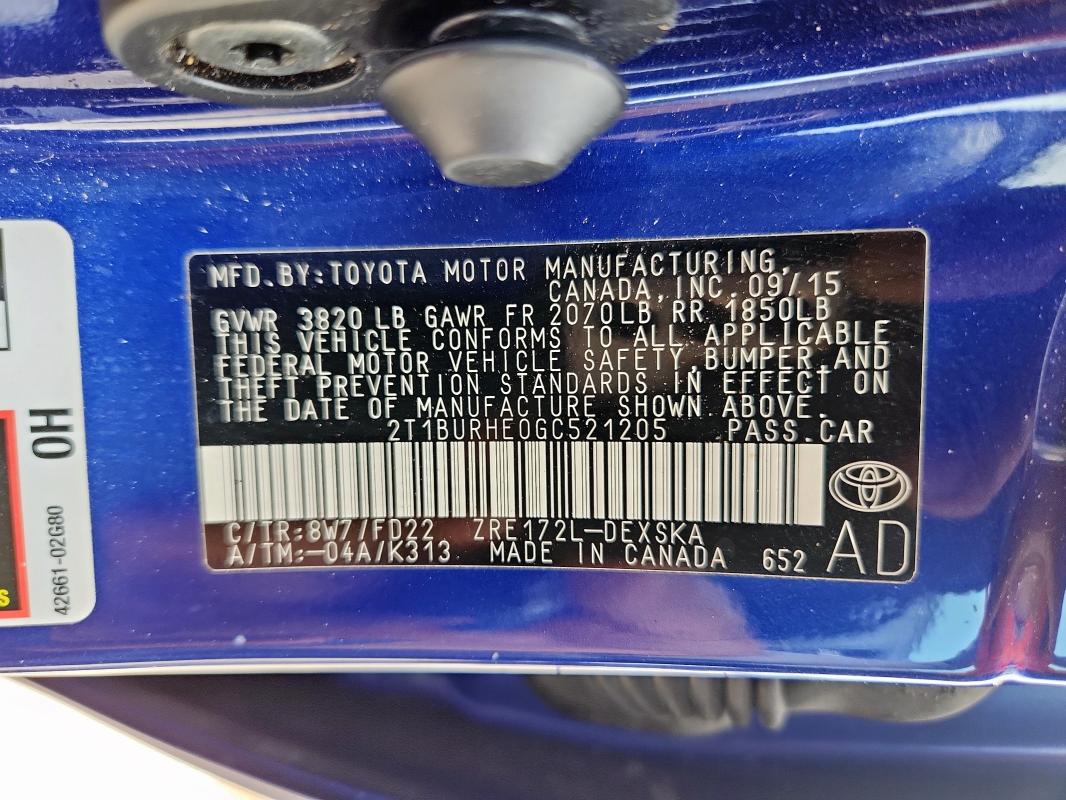 MFD.BY:TOYOTA MOTOR MANUFACTURING,
CANADA, INC. 09/15
GVWR 3820 LB GAWR FR 2070LB RR 1850LB
THIS VEHICLE CONFORMS TO ALL APPLICABLE
FEDERAL MOTOR VEHICLE SAFETY,BUMPER,AND
THEFT PREVENTION STANDARDS IN EFFECT ON
THE DATE OF MANUFACTURE SHOWN ABOVE.
2T1BURHE0GC521205 PASS.CAR
C/TR:8W7/FD22 ZRE172L-DEXSKA
A/TM:-04A/K313 MADE IN CANADA 652
AD
OH
42661-02G80
S